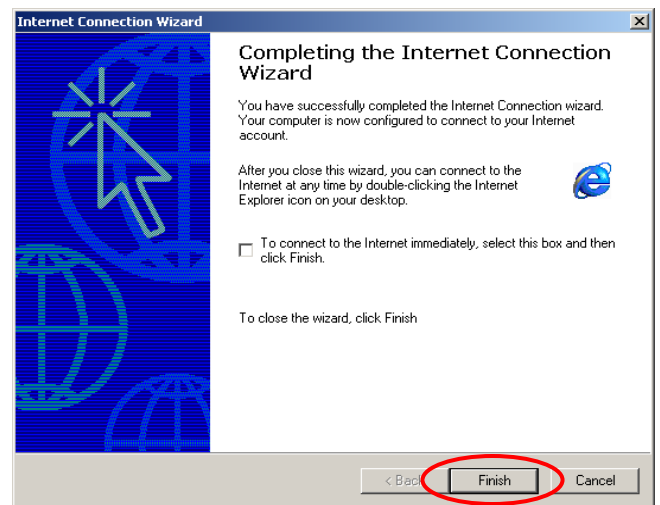 Internet Connection Wizard
Completing the Internet Connection
Wizard
You have successfully completed the Internet Connection wizard.
Your computer is now configured to connect to your Internet
account.
After you close this wizard, you can connect to the
Internet at any time by double-clicking the Internet
Explorer icon on your desktop.
To connect to the Internet immediately, select this box and then
click Finish.
To close the wizard, click Finish
< Back Finish Cancel